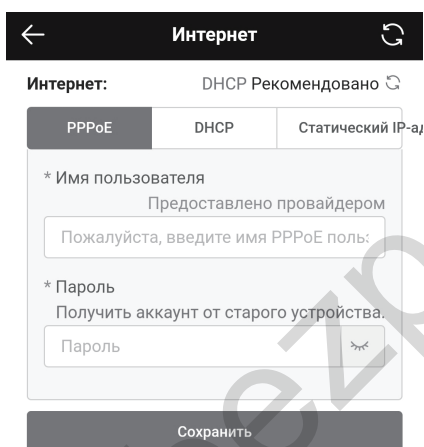 Интернет
Интернет: DHCP Рекомендовано
PPPoE DHCP Статический IP-ад
* Имя пользователя
Предоставлено провайдером
Пожалуйста, введите имя PPPoE поль:
* Пароль
Получить аккаунт от старого устройства.
Пароль
Сохранить